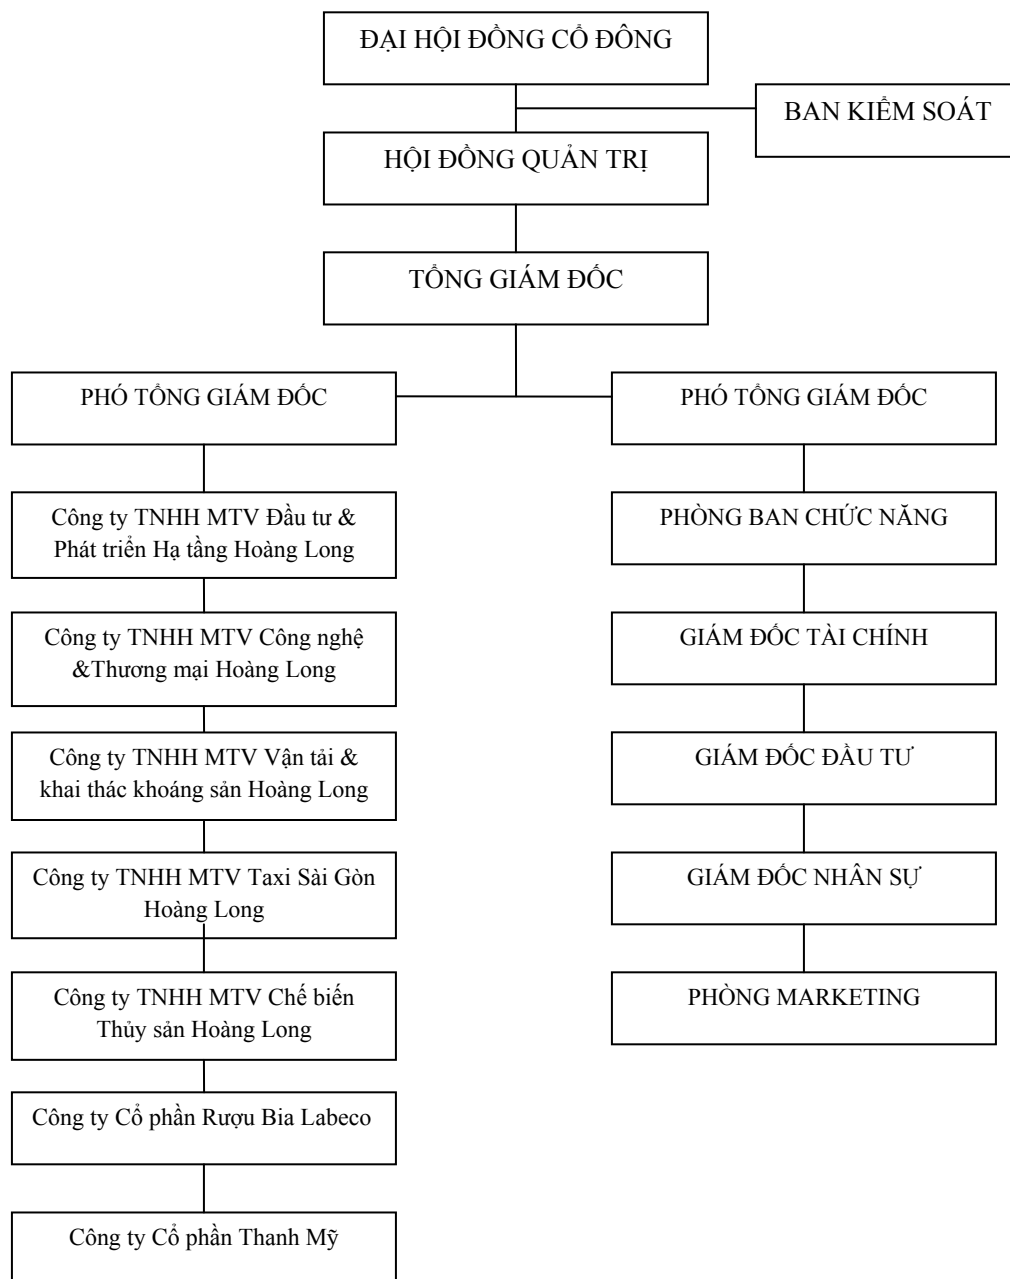 ĐẠI HỘI ĐỒNG CỔ ĐÔNG
BAN KIỂM SOÁT
HỘI ĐỒNG QUẢN TRỊ
TỔNG GIÁM ĐỐC
PHÓ TỔNG GIÁM ĐỐC
Công ty TNHH MTV Đầu tư &
Phát triển Hạ tầng Hoàng Long
Công ty TNHH MTV Công nghệ
&Thương mại Hoàng Long
Công ty TNHH MTV Vận tải &
khai thác khoáng sản Hoàng Long
Công ty TNHH MTV Taxi Sài Gòn
Hoàng Long
Công ty TNHH MTV Chế biến
Thủy sản Hoàng Long
Công ty Cổ phần Rượu Bia Labeco
Công ty Cổ phần Thanh Mỹ
PHÓ TỔNG GIÁM ĐỐC
PHÒNG BAN CHỨC NĂNG
GIÁM ĐỐC TÀI CHÍNH
GIÁM ĐỐC ĐẦU TƯ
GIÁM ĐỐC NHÂN SỰ
PHÒNG MARKETING